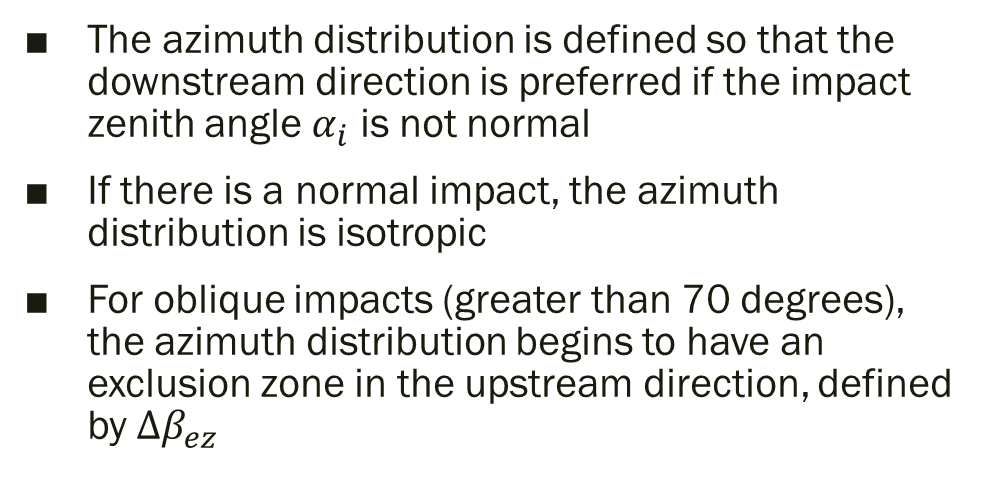 ▪ The azimuth distribution is defined so that the
downstream direction is preferred if the impact
zenith angle αᵢ is not normal
▪ If there is a normal impact, the azimuth
distribution is isotropic
▪ For oblique impacts (greater than 70 degrees),
the azimuth distribution begins to have an
exclusion zone in the upstream direction, defined
by Δβ_ez